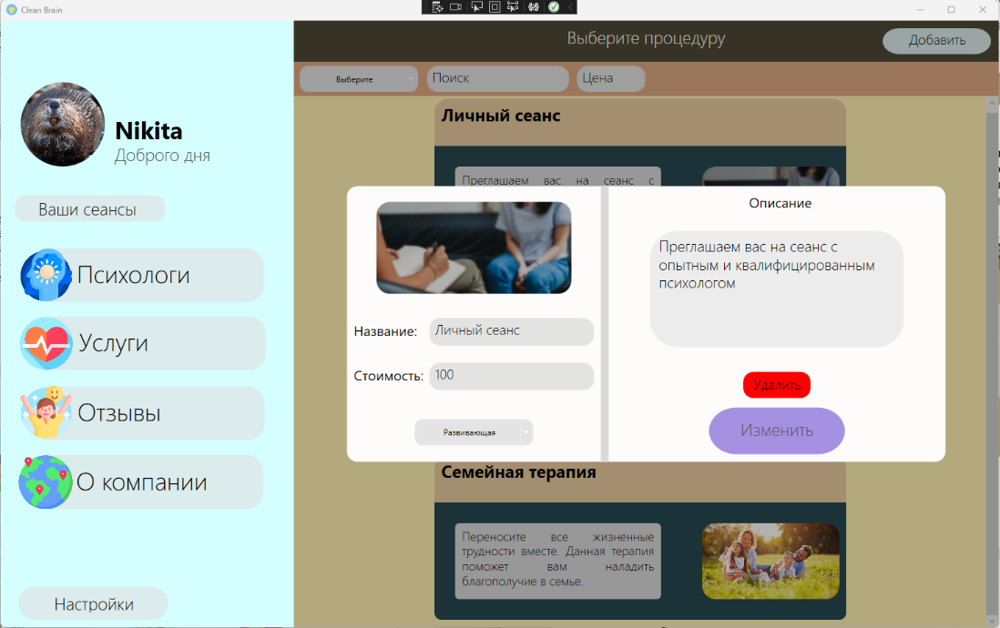 Clean Brain
Nikita
Доброго дня
Ваши сеансы
Психологи
Услуги
Отзывы
О компании
Настройки
Выберите процедуру
Добавить
Выберите
Поиск
Цена
Личный сеанс
Преглашаем вас на сеанс с
Название:
Личный сеанс
Стоимость:
100
Развивающая
Описание
Преглашаем вас на сеанс с
опытным и квалифицированным
психологом
Удалить
Изменить
Семейная терапия
Переносите все жизненные
трудности вместе. Данная терапия
поможет вам наладить
благополучие в семье.